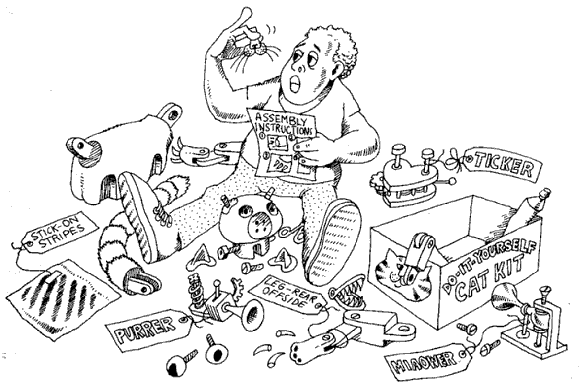 ASSEMBLY
INSTRUCTIONS
TICKER
STICK ON
STRIPES
DO-IT-YOURSELF
CAT KIT
LEG-REAR
OFFSIDE
PURRER
MIAOWER